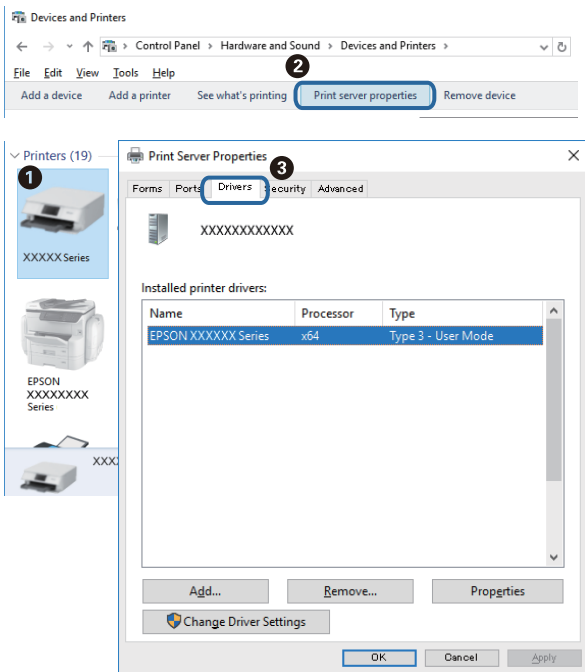 Devices and Printers
Control Panel > Hardware and Sound > Devices and Printers >
2
File Edit View Tools Help
Add a device Add a printer See what's printing Print server properties Remove device
Printers (19)
1
XXXXX Series
EPSON
XXXXXXXX
Series
XXX
Print Server Properties
3
Forms Ports Drivers Security Advanced
XXXXXXXXXXXX
Installed printer drivers:
Name Processor Type
EPSON XXXXXX Series x64 Type 3 - User Mode
Add... Remove... Properties
Change Driver Settings
OK Cancel Apply